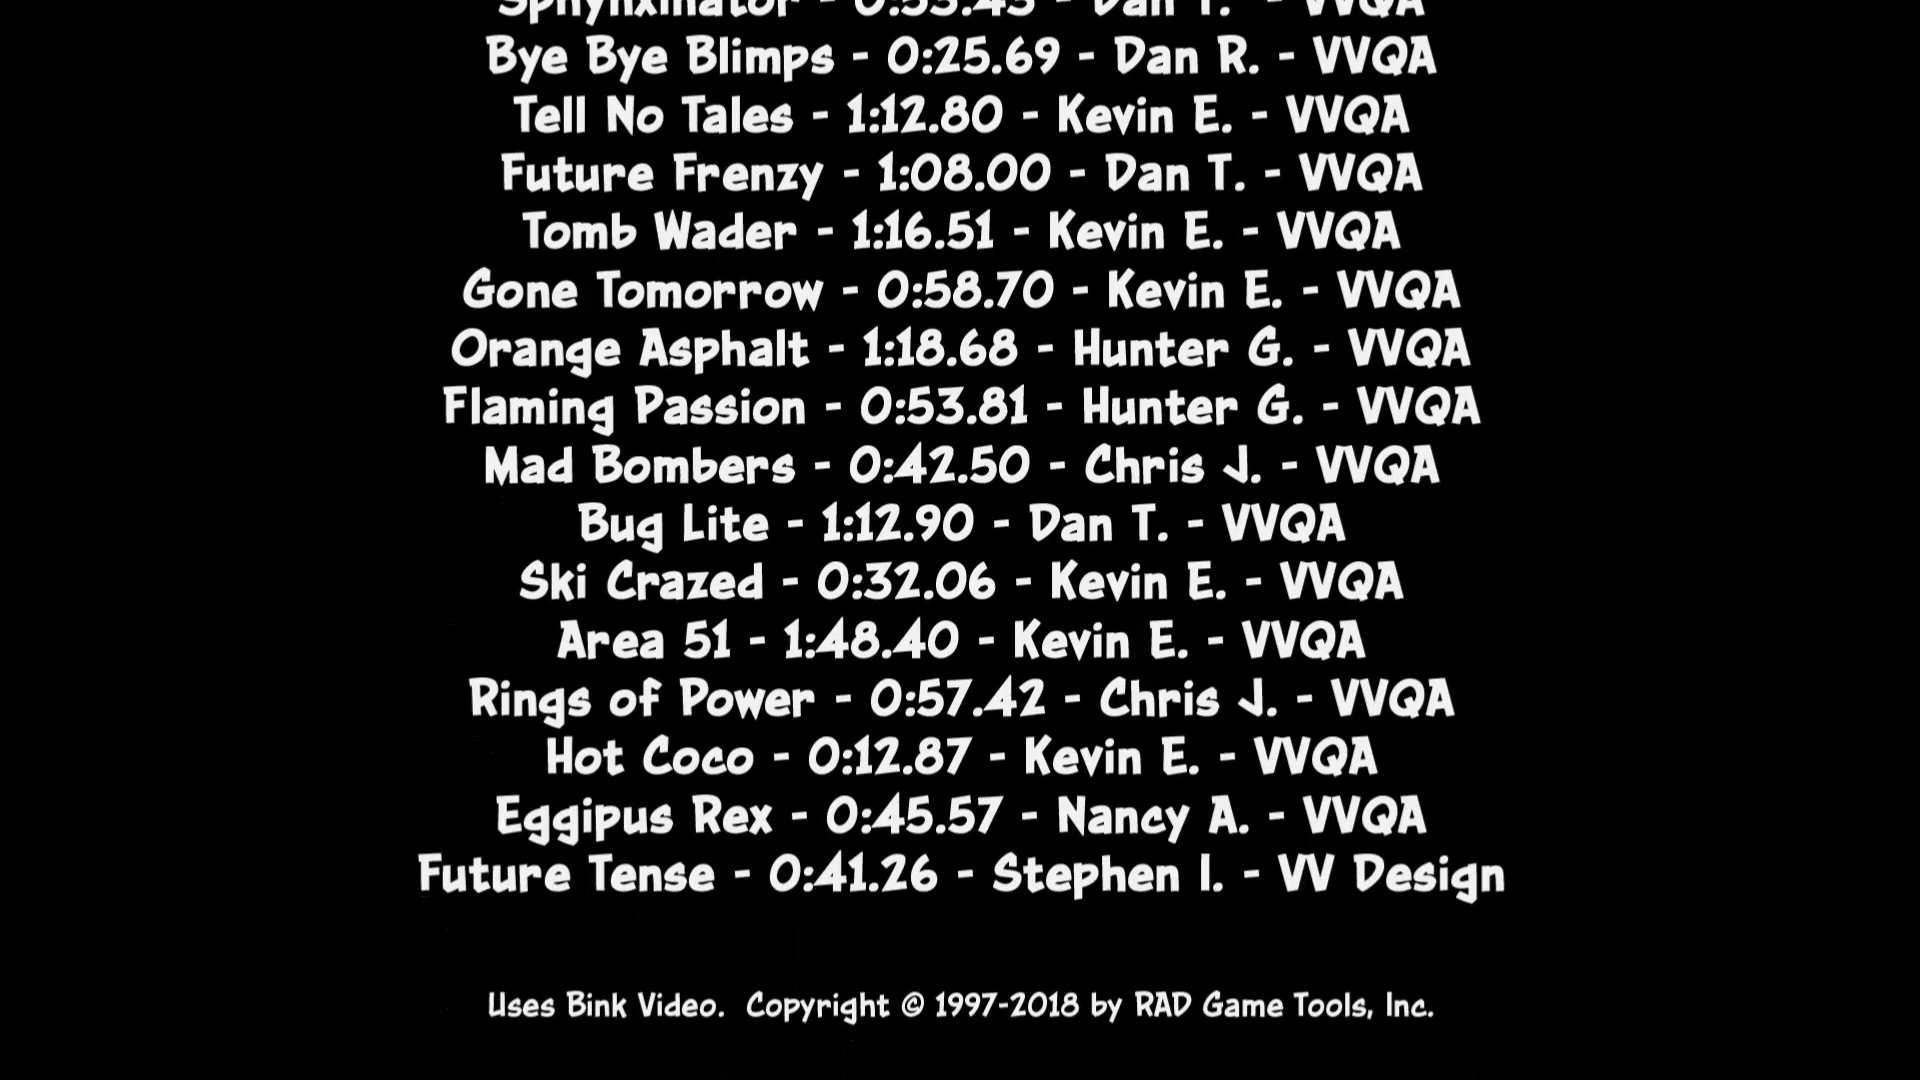 Sphynxinator - 0:53.43 - Dan T. - VVQA
Bye Bye Blimps - 0:25.69 - Dan R. - VVQA
Tell No Tales - 1:12.80 - Kevin E. - VVQA
Future Frenzy - 1:08.00 - Dan T. - VVQA
Tomb Wader - 1:16.51 - Kevin E. - VVQA
Gone Tomorrow - 0:58.70 - Kevin E. - VVQA
Orange Asphalt - 1:18.68 - Hunter G. - VVQA
Flaming Passion - 0:53.81 - Hunter G. - VVQA
Mad Bombers - 0:42.50 - Chris J. - VVQA
Bug Lite - 1:12.90 - Dan T. - VVQA
Ski Crazed - 0:32.06 - Kevin E. - VVQA
Area 51 - 1:48.40 - Kevin E. - VVQA
Rings of Power - 0:57.42 - Chris J. - VVQA
Hot Coco - 0:12.87 - Kevin E. - VVQA
Eggipus Rex - 0:45.57 - Nancy A. - VVQA
Future Tense - 0:41.26 - Stephen I. - VV Design
Uses Bink Video. Copyright © 1997-2018 by RAD Game Tools, Inc.